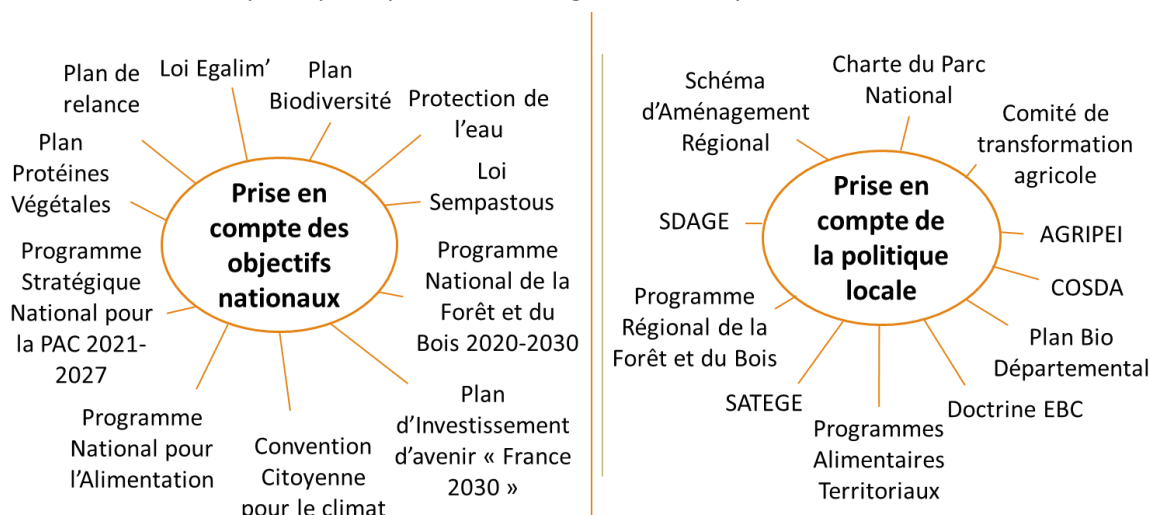 Plan de
relance
Loi Egalim’
Plan
Biodiversité
Protection de
l’eau
Plan
Protéines
Végétales
Loi
Sempastous
Prise en
compte des
objectifs
nationaux
Programme
Stratégique
National pour
la PAC 2021-
2027
Programme
National de la
Forêt et du
Bois 2020-2030
Programme
National pour
l’Alimentation
Convention
Citoyenne
pour le climat
Plan
d’Investissement
d’avenir « France
2030 »
Schéma
d’Aménagement
Régional
Charte du Parc
National
Comité de
transformation
agricole
SDAGE
Prise en
compte de
la politique
locale
AGRIPEI
COSDA
Programme
Régional de la
Forêt et du Bois
Plan Bio
Départemental
SATEGE
Doctrine EBC
Programmes
Alimentaires
Territoriaux